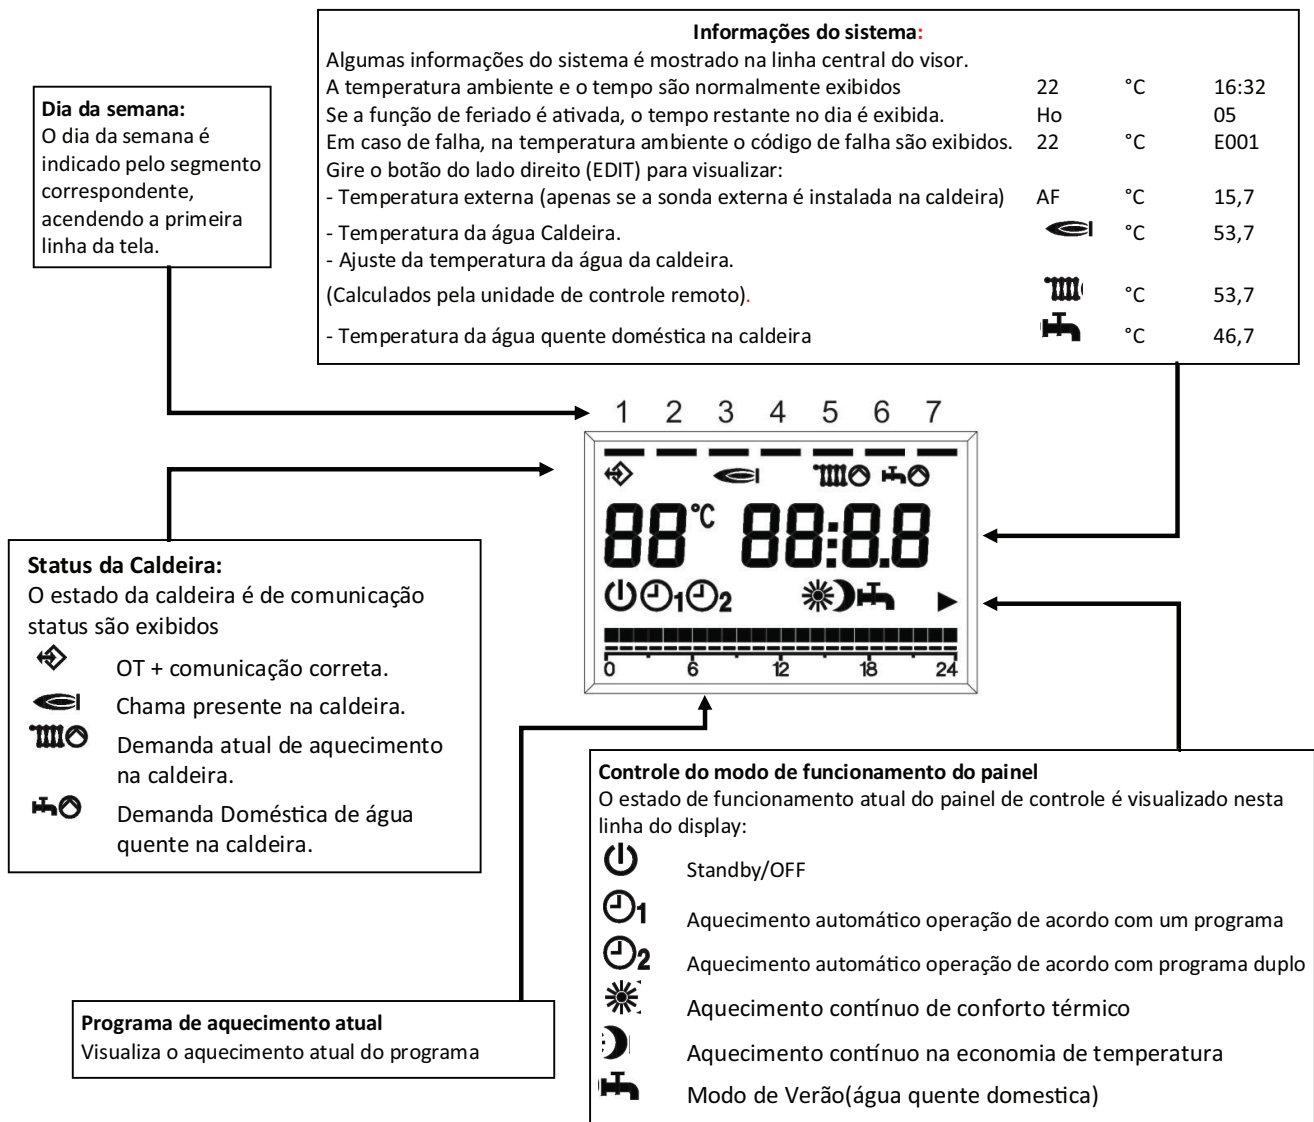 Informações do sistema:
Algumas informações do sistema é mostrado na linha central do visor.
A temperatura ambiente e o tempo são normalmente exibidos 22 °C 16:32
Se a função de feriado é ativada, o tempo restante no dia é exibida. Ho 05
Em caso de falha, na temperatura ambiente o código de falha são exibidos. 22 °C E001
Gire o botão do lado direito (EDIT) para visualizar:
- Temperatura externa (apenas se a sonda externa é instalada na caldeira) AF °C 15,7
- Temperatura da água Caldeira. °C 53,7
- Ajuste da temperatura da água da caldeira.
(Calculados pela unidade de controle remoto). °C 53,7
- Temperatura da água quente doméstica na caldeira °C 46,7
Dia da semana:
O dia da semana é
indicado pelo segmento
correspondente,
acendendo a primeira
linha da tela.
1 2 3 4 5 6 7
88 °C 88:8.8
1 2
0 6 12 18 24
Status da Caldeira:
O estado da caldeira é de comunicação
status são exibidos
OT + comunicação correta.
Chama presente na caldeira.
Demanda atual de aquecimento
na caldeira.
Demanda Doméstica de água
quente na caldeira.
Controle do modo de funcionamento do painel
O estado de funcionamento atual do painel de controle é visualizado nesta
linha do display:
Standby/OFF
1 Aquecimento automático operação de acordo com um programa
2 Aquecimento automático operação de acordo com programa duplo
Aquecimento contínuo de conforto térmico
Aquecimento contínuo na economia de temperatura
Modo de Verão(água quente domestica)
Programa de aquecimento atual
Visualiza o aquecimento atual do programa